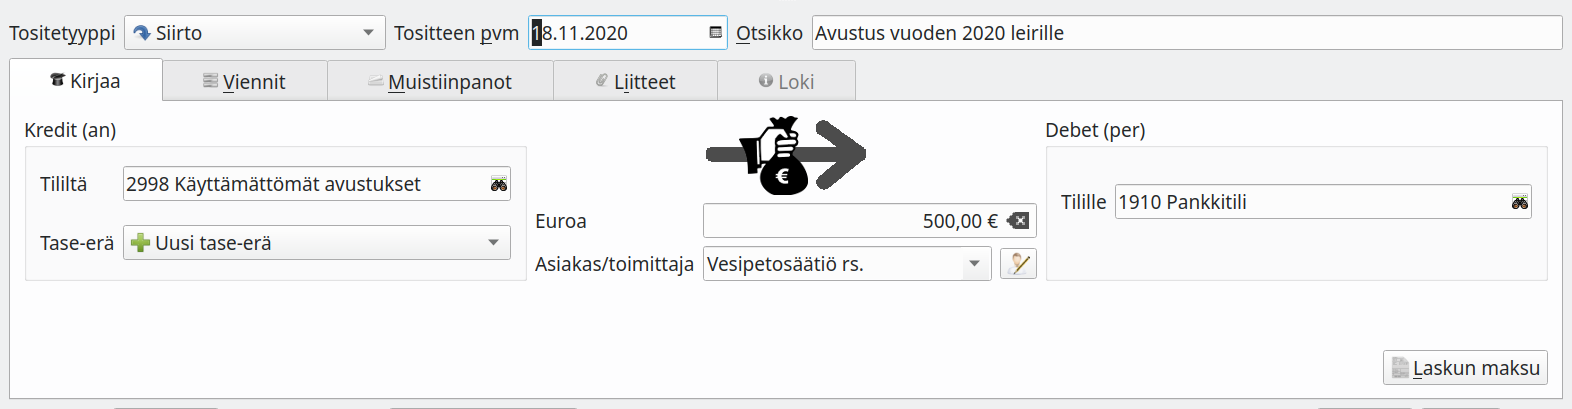 Tositetyyppi Siirto Tositteen pvm 18.11.2020 Otsikko Avustus vuoden 2020 leirille
Kirjaa Viennit Muistiinpanot Liitteet Loki
Kredit (an) Debet (per)
Tililtä 2998 Käyttämättömät avustukset Tilille 1910 Pankkitili
€
Euroa 500,00 €
Tase-erä Uusi tase-erä
Asiakas/toimittaja Vesipetosäätiö rs.
Laskun maksu